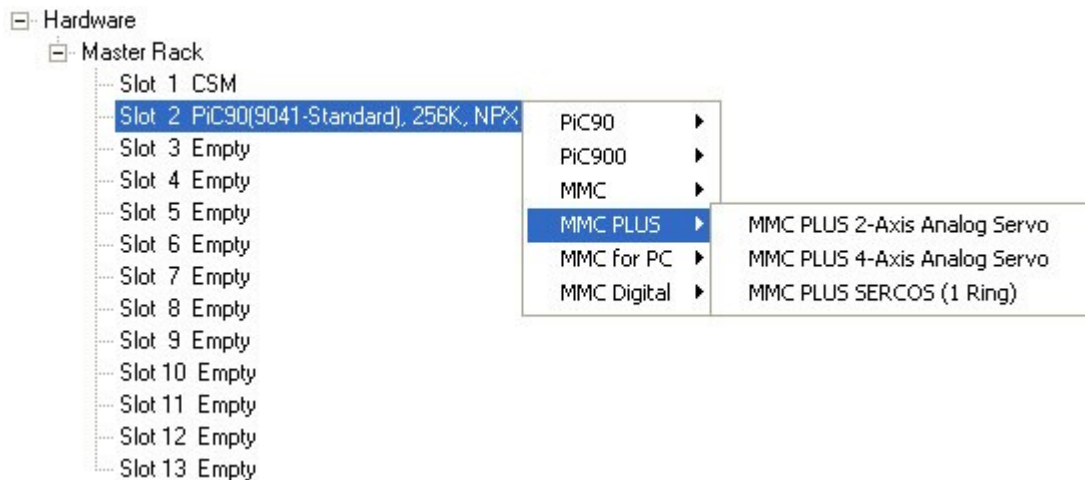 Hardware
Master Rack
Slot 1 CSM
Slot 2 PiC90(9041-Standard), 256K, NPX
Slot 3 Empty
Slot 4 Empty
Slot 5 Empty
Slot 6 Empty
Slot 7 Empty
Slot 8 Empty
Slot 9 Empty
Slot 10 Empty
Slot 11 Empty
Slot 12 Empty
Slot 13 Empty
PiC90
PiC900
MMC
MMC PLUS
MMC for PC
MMC Digital
MMC PLUS 2-Axis Analog Servo
MMC PLUS 4-Axis Analog Servo
MMC PLUS SERCOS (1 Ring)